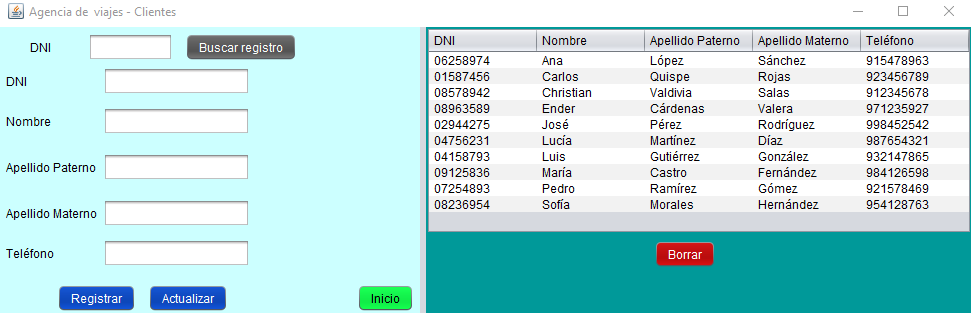 Agencia de viajes - Clientes
DNI
Buscar registro
DNI
Nombre
Apellido Paterno
Apellido Materno
Teléfono
Registrar
Actualizar
Inicio
DNI Nombre Apellido Paterno Apellido Materno Teléfono
06258974 Ana López Sánchez 915478963
01587456 Carlos Quispe Rojas 923456789
08578942 Christian Valdivia Salas 912345678
08963589 Ender Cárdenas Valera 971235927
02944275 José Pérez Rodríguez 998452542
04756231 Lucía Martínez Díaz 987654321
04158793 Luis Gutiérrez González 932147865
09125836 María Castro Fernández 984126598
07254893 Pedro Ramírez Gómez 921578469
08236954 Sofía Morales Hernández 954128763
Borrar